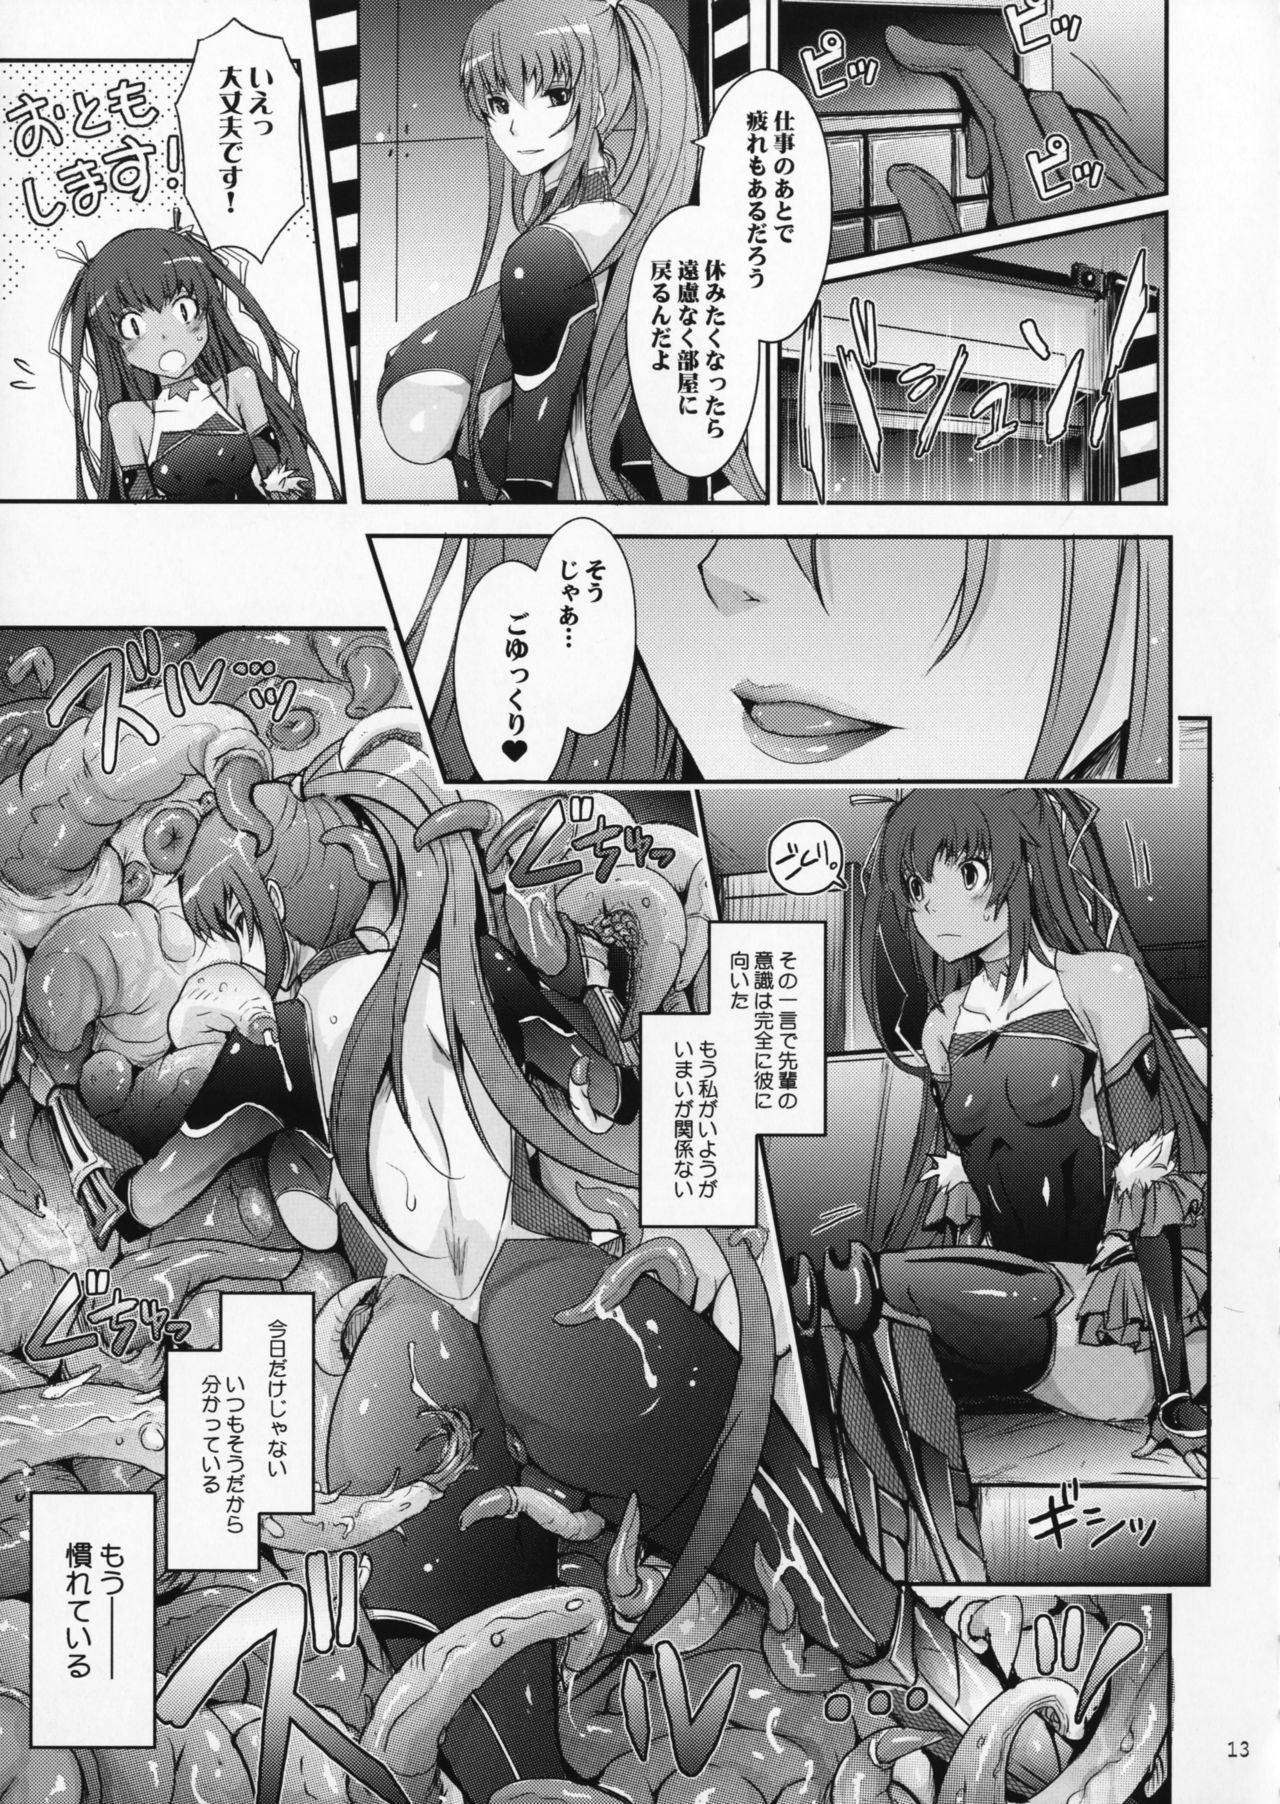 ピッ
ピッ
ピッ
バシュン!
仕事のあとで
疲れもあるだろう
休みたくなったら
遠慮なく部屋に
戻るんだよ
いえっ
大丈夫です!
おとも
します!
そう
じゃあ…
ごゆっくり♥
ゴクリ。
その一言で先輩の
意識は完全に彼に
向いた
もう私がいようが
いまいが関係ない
ギシッ
ズル…
ぐちゅっ
ぐちゅっ
今日だけじゃない
いつもそうだから
分かっている
ズズズ…
もう――
慣れている
13